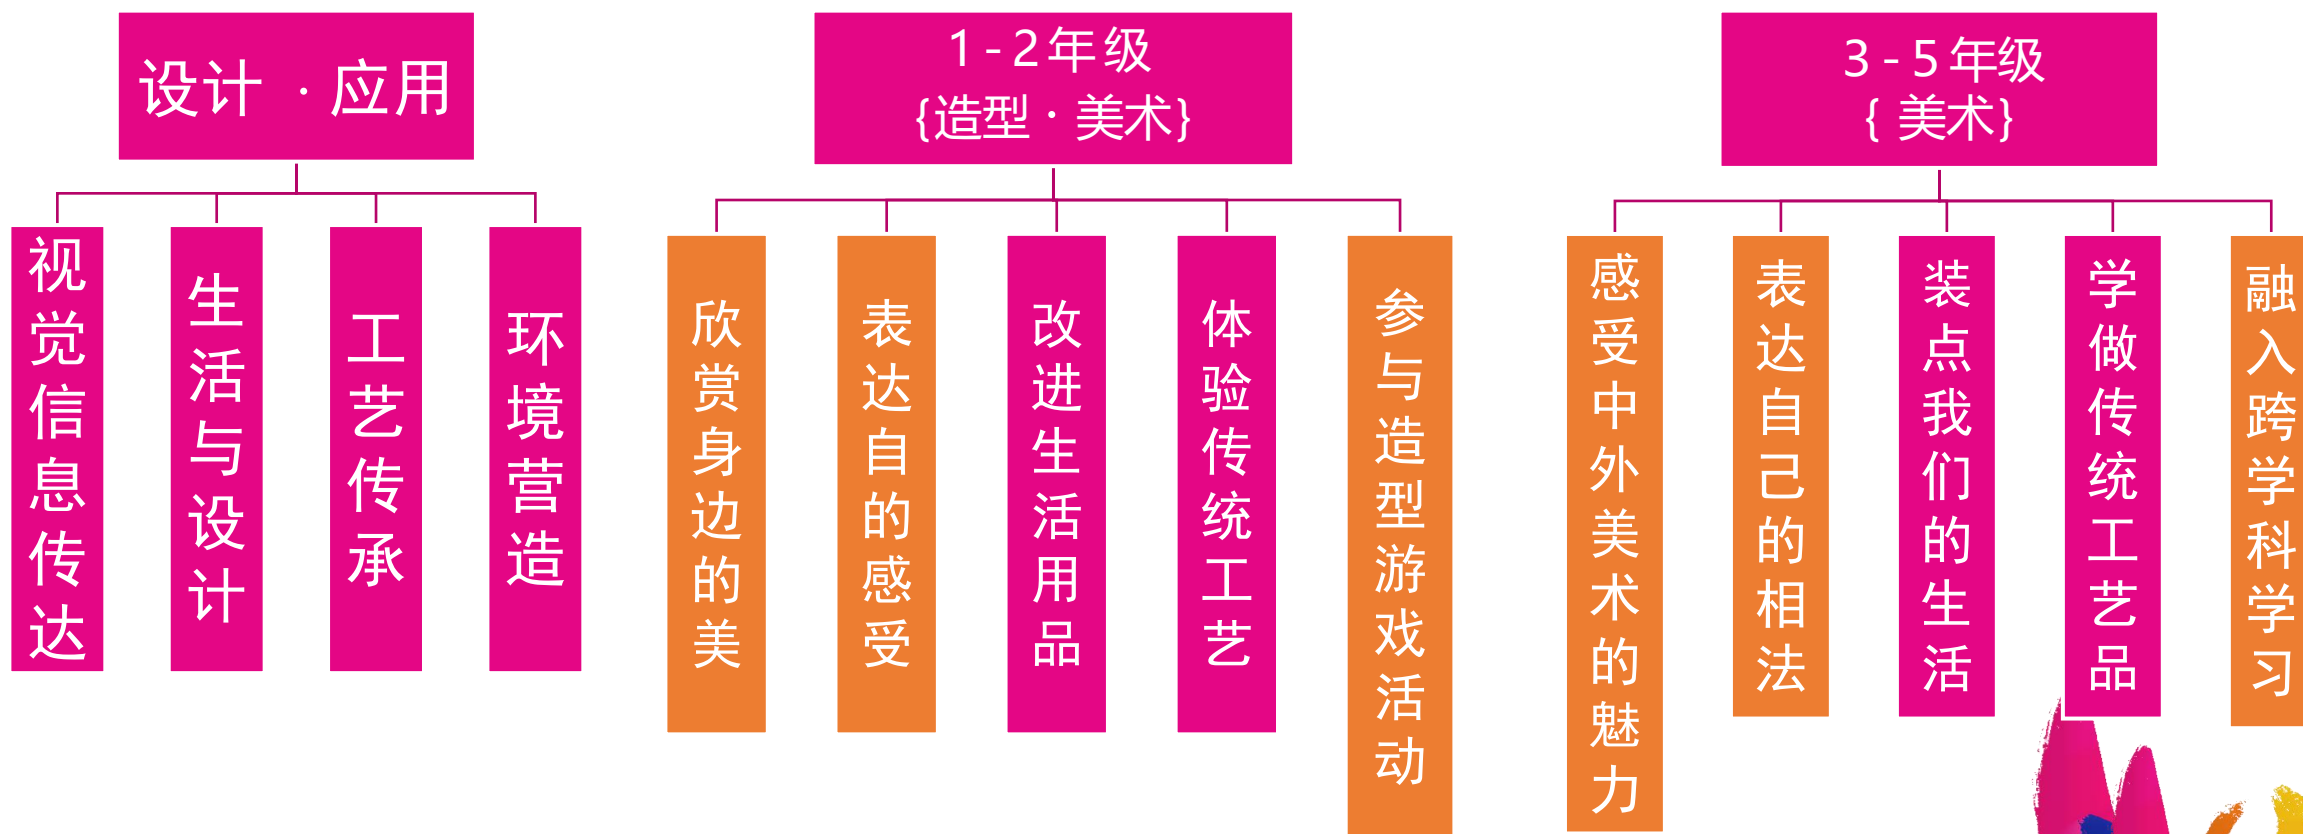 设计 · 应用
视觉信息传达
生活与设计
工艺传承
环境营造
1-2年级
{造型 · 美术}
欣赏身边的美
表达自的感受
改进生活用品
体验传统工艺
参与造型游戏活动
3-5年级
{ 美术}
感受中外美术的魅力
表达自己的相法
装点我们的生活
学做传统工艺品
融入跨学科学习